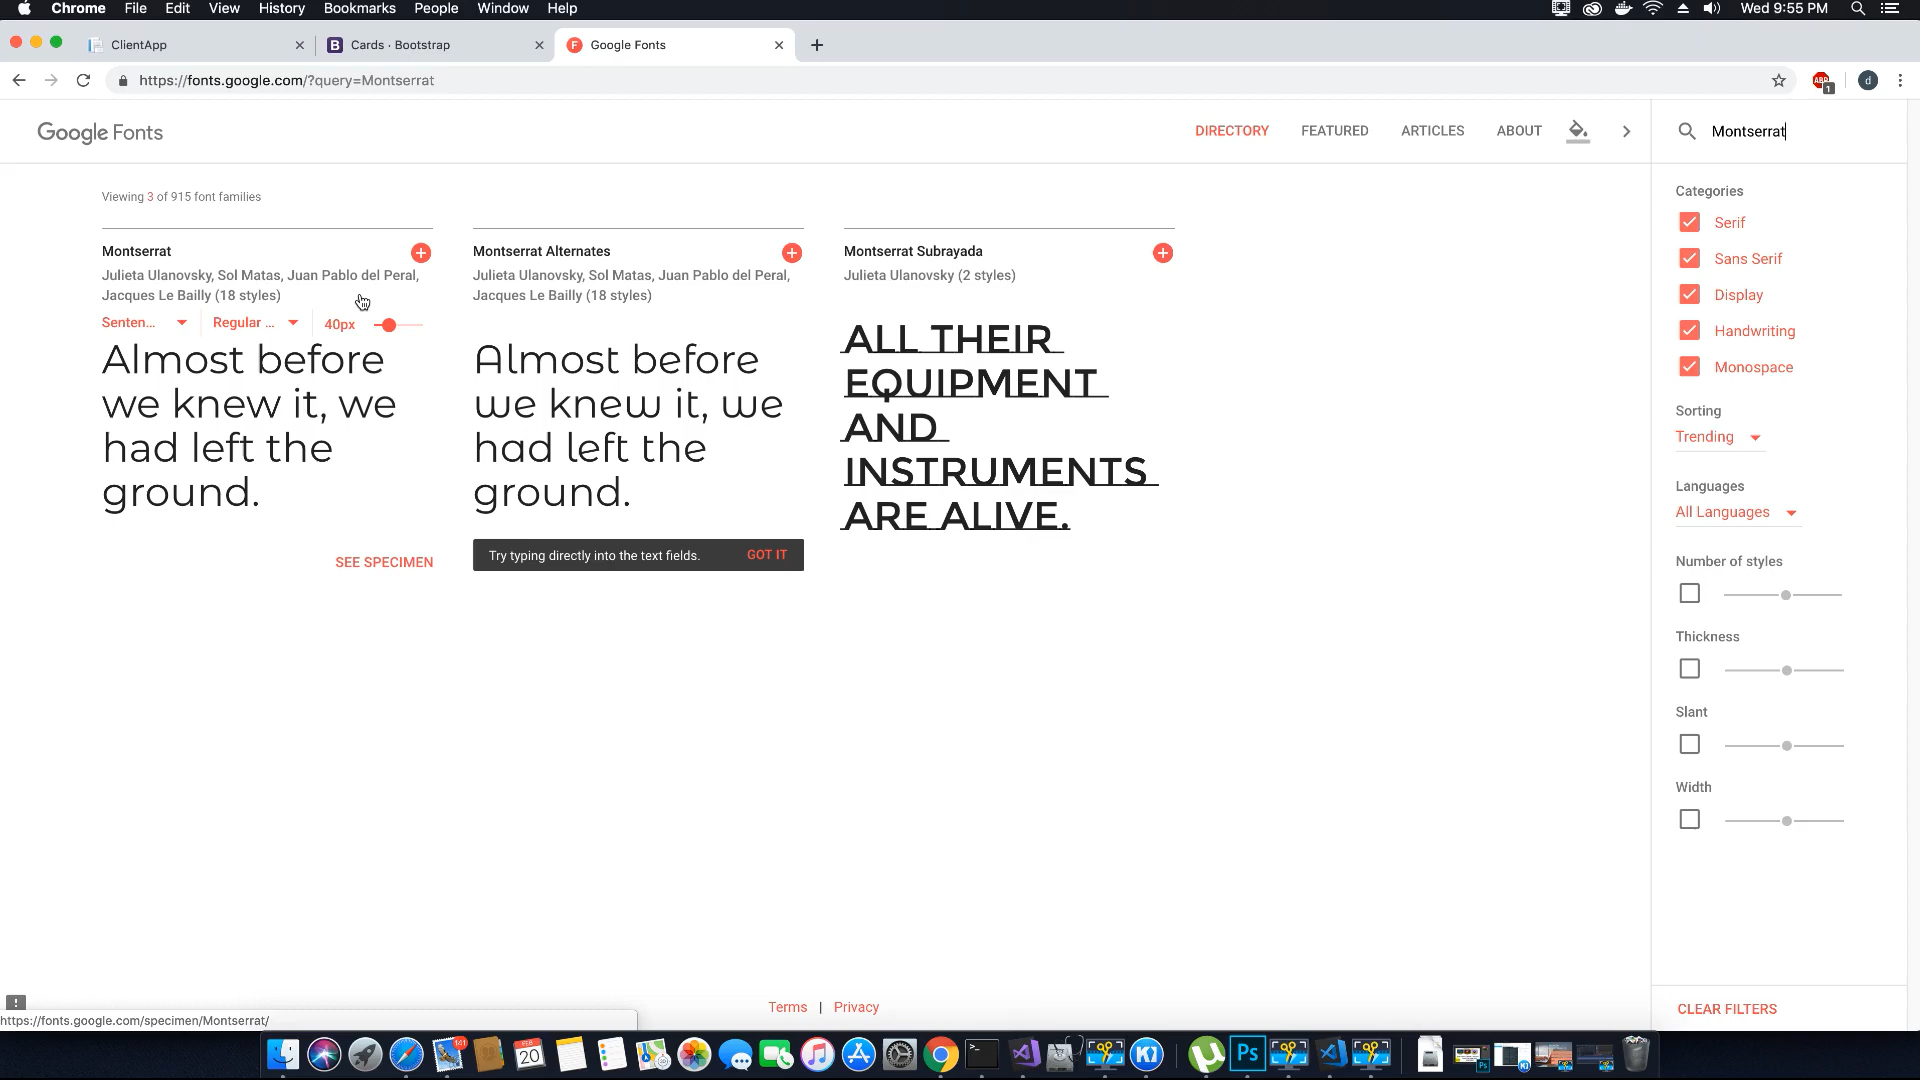 Chrome File Edit View History Bookmarks People Window Help
Wed 9:55 PM
ClientApp
B Cards · Bootstrap
F Google Fonts
https://fonts.google.com/?query=Montserrat
ABP 1
d
Google Fonts
DIRECTORY FEATURED ARTICLES ABOUT
Montserrat
Viewing 3 of 915 font families
Montserrat
Julieta Ulanovsky, Sol Matas, Juan Pablo del Peral,
Jacques Le Bailly (18 styles)
Senten... Regular ... 40px
Almost before
we knew it, we
had left the
ground.
SEE SPECIMEN
Montserrat Alternates
Julieta Ulanovsky, Sol Matas, Juan Pablo del Peral,
Jacques Le Bailly (18 styles)
Almost before
we knew it, we
had left the
ground.
Try typing directly into the text fields. GOT IT
Montserrat Subrayada
Julieta Ulanovsky (2 styles)
ALL THEIR
EQUIPMENT
AND
INSTRUMENTS
ARE ALIVE.
Categories
Serif
Sans Serif
Display
Handwriting
Monospace
Sorting
Trending
Languages
All Languages
Number of styles
Thickness
Slant
Width
CLEAR FILTERS
Terms | Privacy
https://fonts.google.com/specimen/Montserrat/
141
FEB
20
Ps